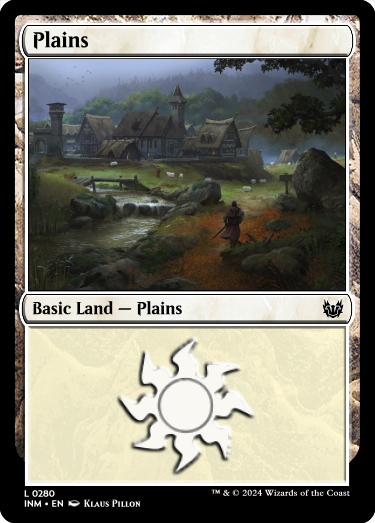 Plains
Basic Land — Plains
L 0280
INM • EN Klaus Pillon
™ & © 2024 Wizards of the Coast